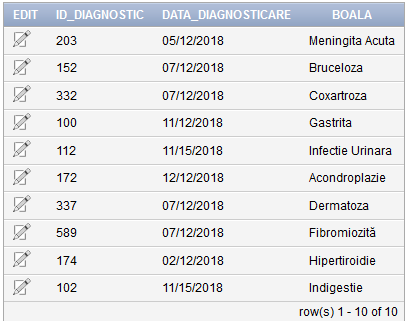 EDIT ID_DIAGNOSTIC DATA_DIAGNOSTICARE BOALA
203 05/12/2018 Meningita Acuta
152 07/12/2018 Bruceloza
332 07/12/2018 Coxartroza
100 11/12/2018 Gastrita
112 11/15/2018 Infectie Urinara
172 12/12/2018 Acondroplazie
337 07/12/2018 Dermatoza
589 07/12/2018 Fibromiozită
174 02/12/2018 Hipertiroidie
102 11/15/2018 Indigestie
row(s) 1 - 10 of 10